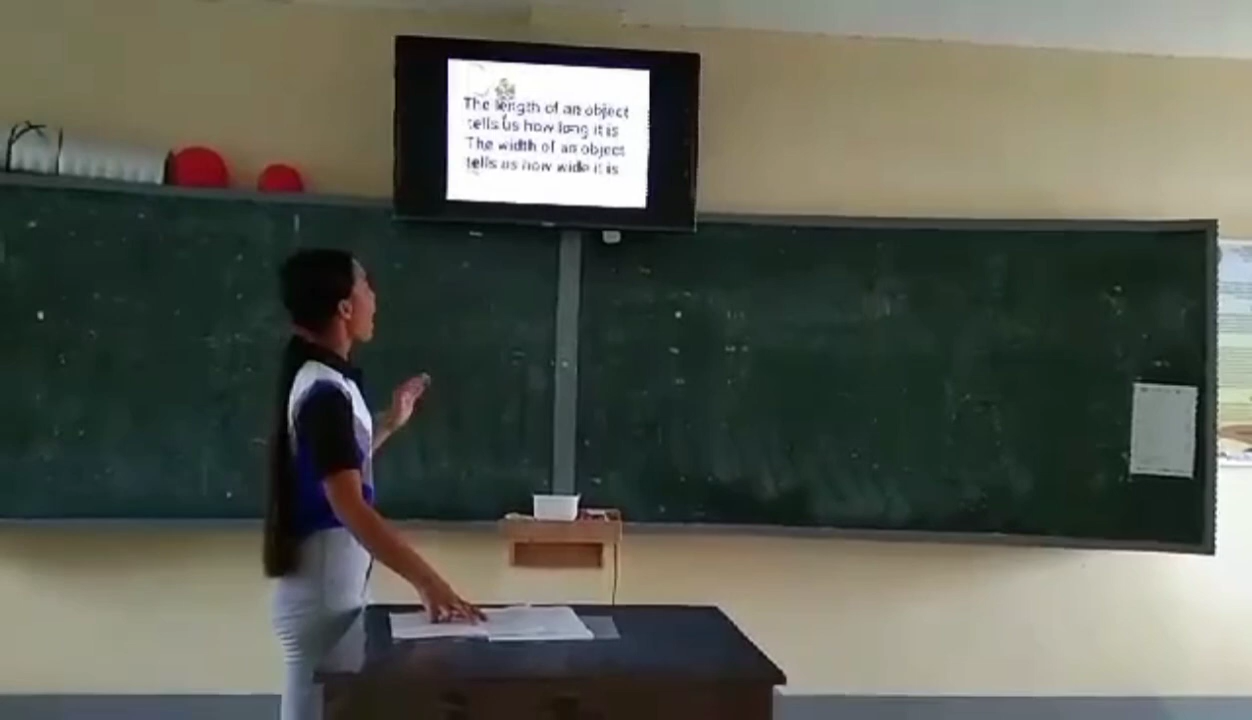 The length of an object
tells us how long it is
The width of an object
tells us how wide it is